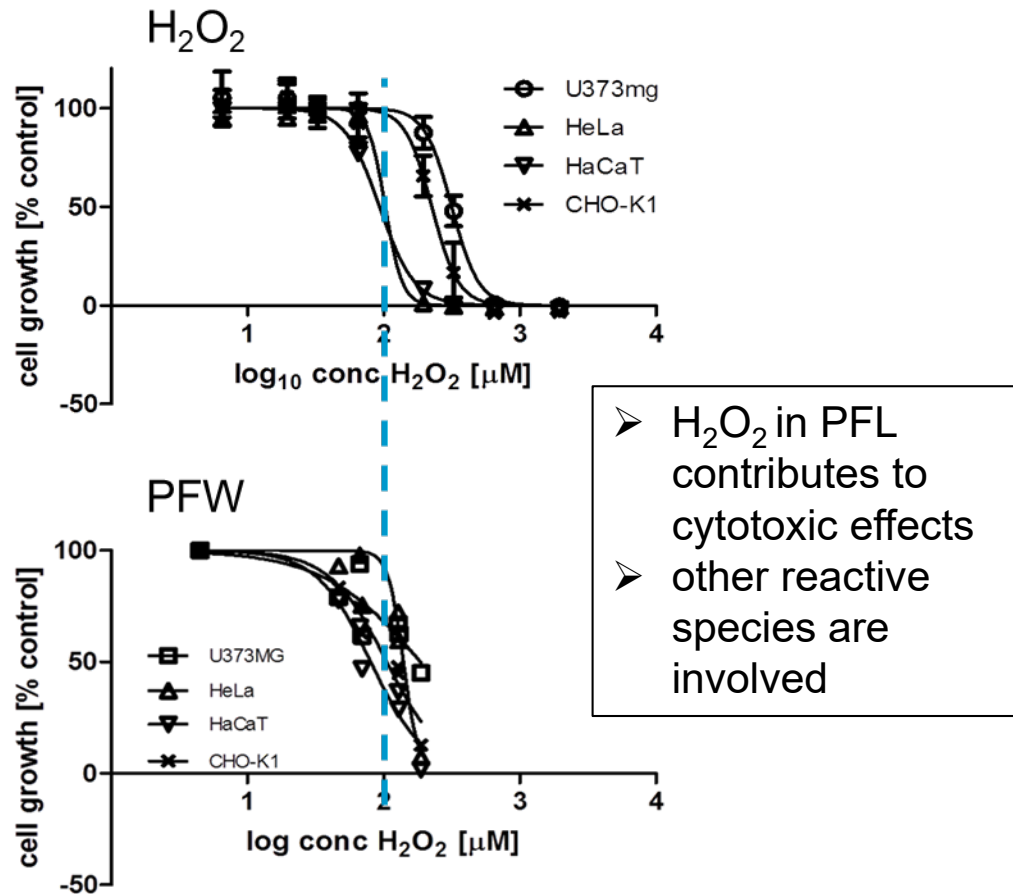 H₂O₂
cell growth [% control]
100
50
0
-50
1
2
3
4
log₁₀ conc H₂O₂ [μM]
U373mg
HeLa
HaCaT
CHO-K1
➢ H₂O₂ in PFL
contributes to
cytotoxic effects
➢ other reactive
species are
involved
PFW
cell growth [% control]
100
50
0
-50
U373MG
HeLa
HaCaT
CHO-K1
1
2
3
4
log conc H₂O₂ [μM]